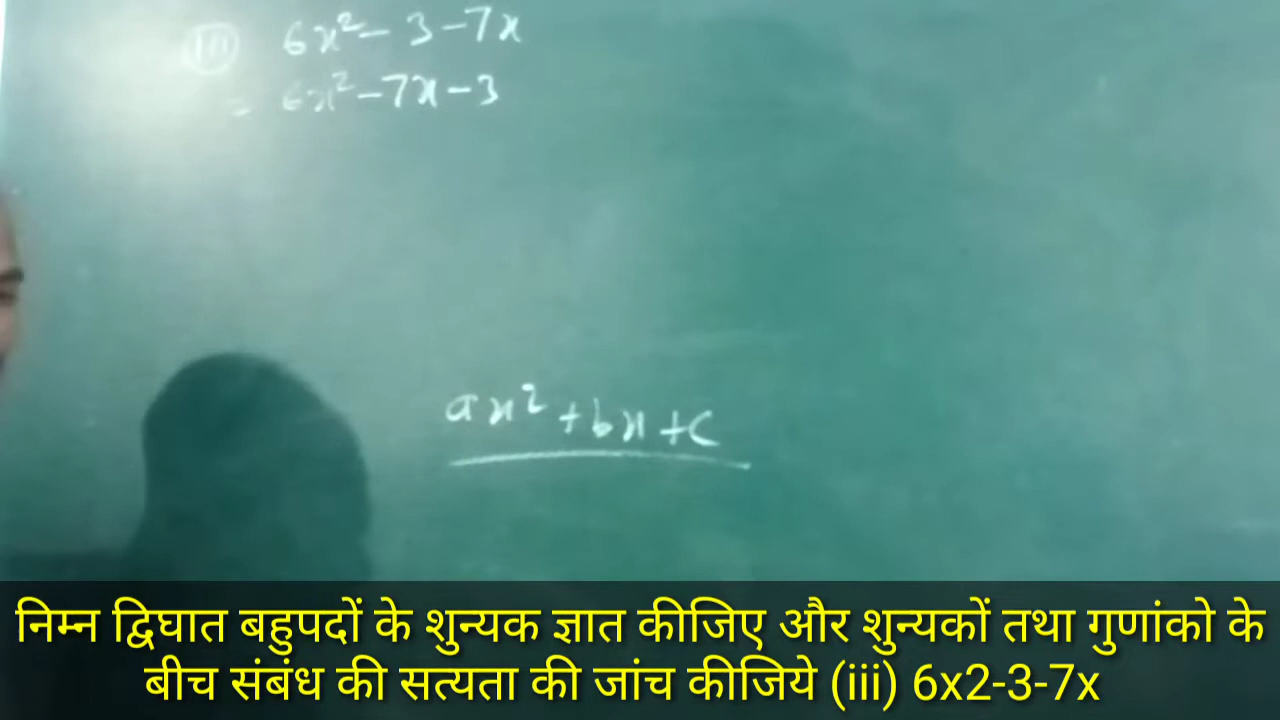 (iii) 6x² - 3 - 7x
= 6x² - 7x - 3
ax² + bx + c
निम्न द्विघात बहुपदों के शुन्यक ज्ञात कीजिए और शुन्यकों तथा गुणांको के
बीच संबंध की सत्यता की जांच कीजिये (iii) 6x2-3-7x